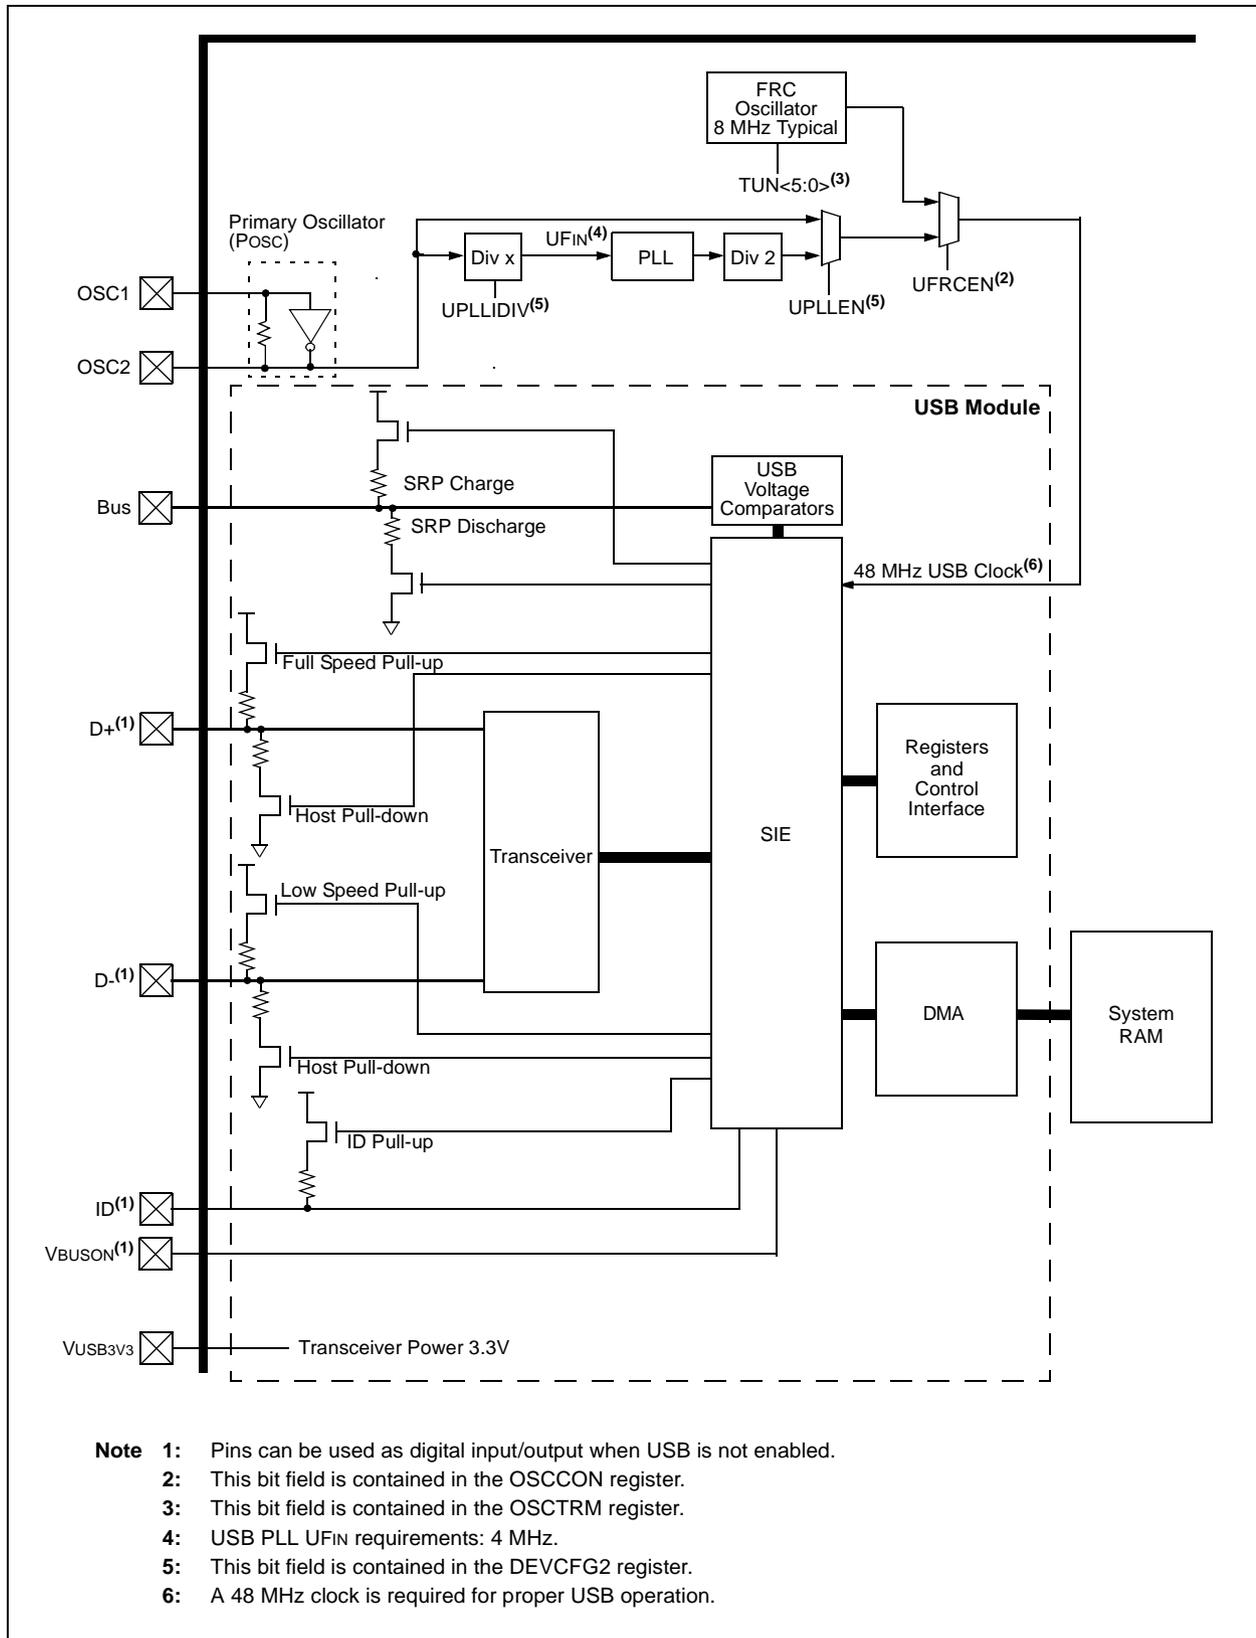 FRC
Oscillator
8 MHz Typical
TUN<5:0>(3)
Primary Oscillator
(POSC)
UFIN(4)
Div x
PLL
Div 2
UPLLIDIV(5)
UPLLEN(5)
UFRCEN(2)
OSC1
OSC2
USB Module
USB
Voltage
Comparators
SRP Charge
Bus
SRP Discharge
48 MHz USB Clock(6)
Full Speed Pull-up
D+(1)
Registers
and
Control
Interface
Host Pull-down
SIE
Transceiver
Low Speed Pull-up
D-(1)
DMA
System
RAM
Host Pull-down
ID Pull-up
ID(1)
VBUSON(1)
VUSB3V3
Transceiver Power 3.3V
Note 1: Pins can be used as digital input/output when USB is not enabled.
2: This bit field is contained in the OSCCON register.
3: This bit field is contained in the OSCTRM register.
4: USB PLL UFIN requirements: 4 MHz.
5: This bit field is contained in the DEVCFG2 register.
6: A 48 MHz clock is required for proper USB operation.